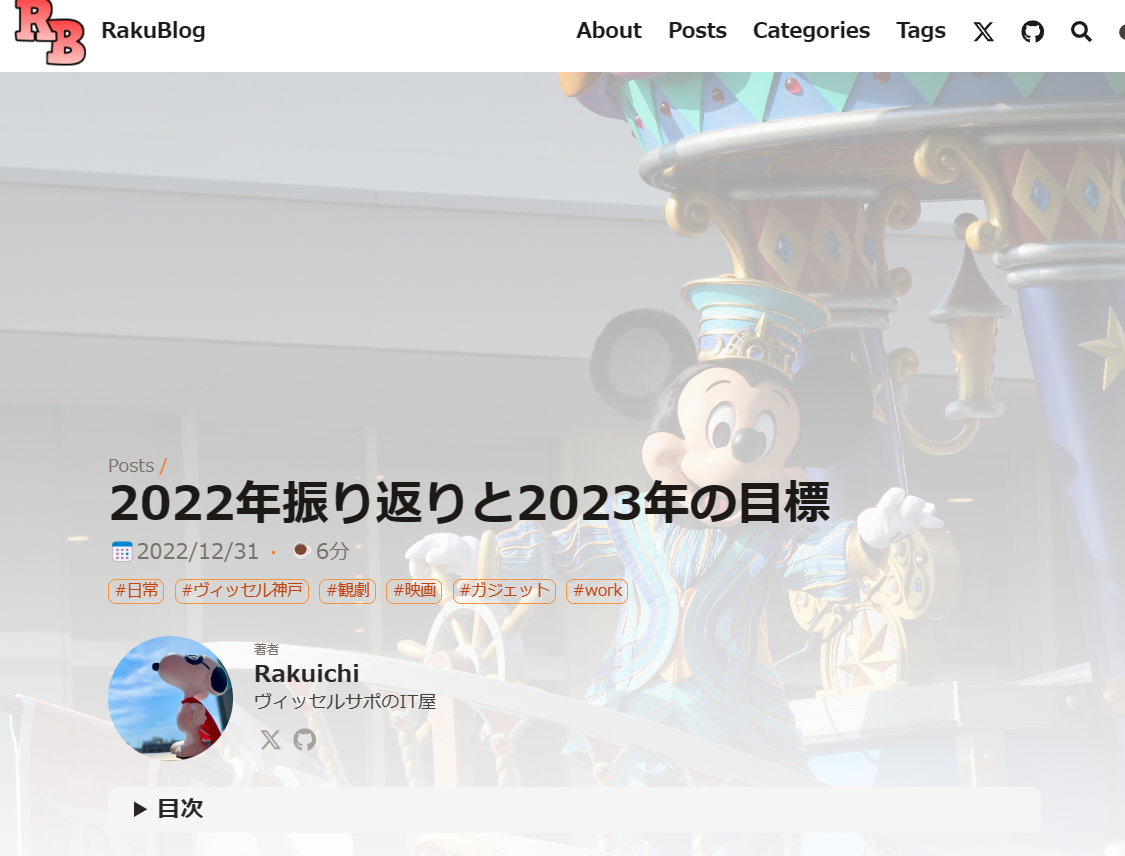 RB RakuBlog About Posts Categories Tags
Posts /
2022年振り返りと2023年の目標
2022/12/31 · 6分
#日常 #ヴィッセル神戸 #観劇 #映画 #ガジェット #work
著者
Rakuichi
ヴィッセルサポのIT屋
▶ 目次